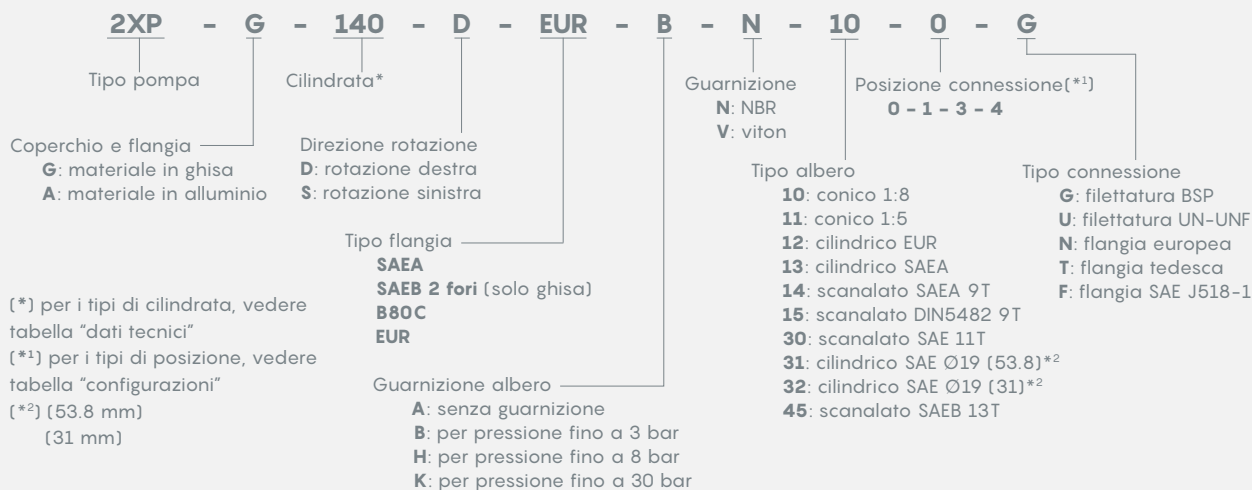 2XP - G - 140 - D - EUR - B - N - 10 - 0 - G
Tipo pompa
Cilindrata*
Coperchio e flangia
G: materiale in ghisa
A: materiale in alluminio
Direzione rotazione
D: rotazione destra
S: rotazione sinistra
Tipo flangia
SAEA
SAEB 2 fori (solo ghisa)
B80C
EUR
Guarnizione albero
A: senza guarnizione
B: per pressione fino a 3 bar
H: per pressione fino a 8 bar
K: per pressione fino a 30 bar
Guarnizione
N: NBR
V: viton
Posizione connessione(*¹)
0 - 1 - 3 - 4
Tipo albero
10: conico 1:8
11: conico 1:5
12: cilindrico EUR
13: cilindrico SAEA
14: scanalato SAEA 9T
15: scanalato DIN5482 9T
30: scanalato SAE 11T
31: cilindrico SAE Ø19 (53.8)*²
32: cilindrico SAE Ø19 (31)*²
45: scanalato SAEB 13T
Tipo connessione
G: filettatura BSP
U: filettatura UN-UNF
N: flangia europea
T: flangia tedesca
F: flangia SAE J518-1
(*) per i tipi di cilindrata, vedere
tabella “dati tecnici”
(*¹) per i tipi di posizione, vedere
tabella “configurazioni”
(*²) (53.8 mm)
(31 mm)